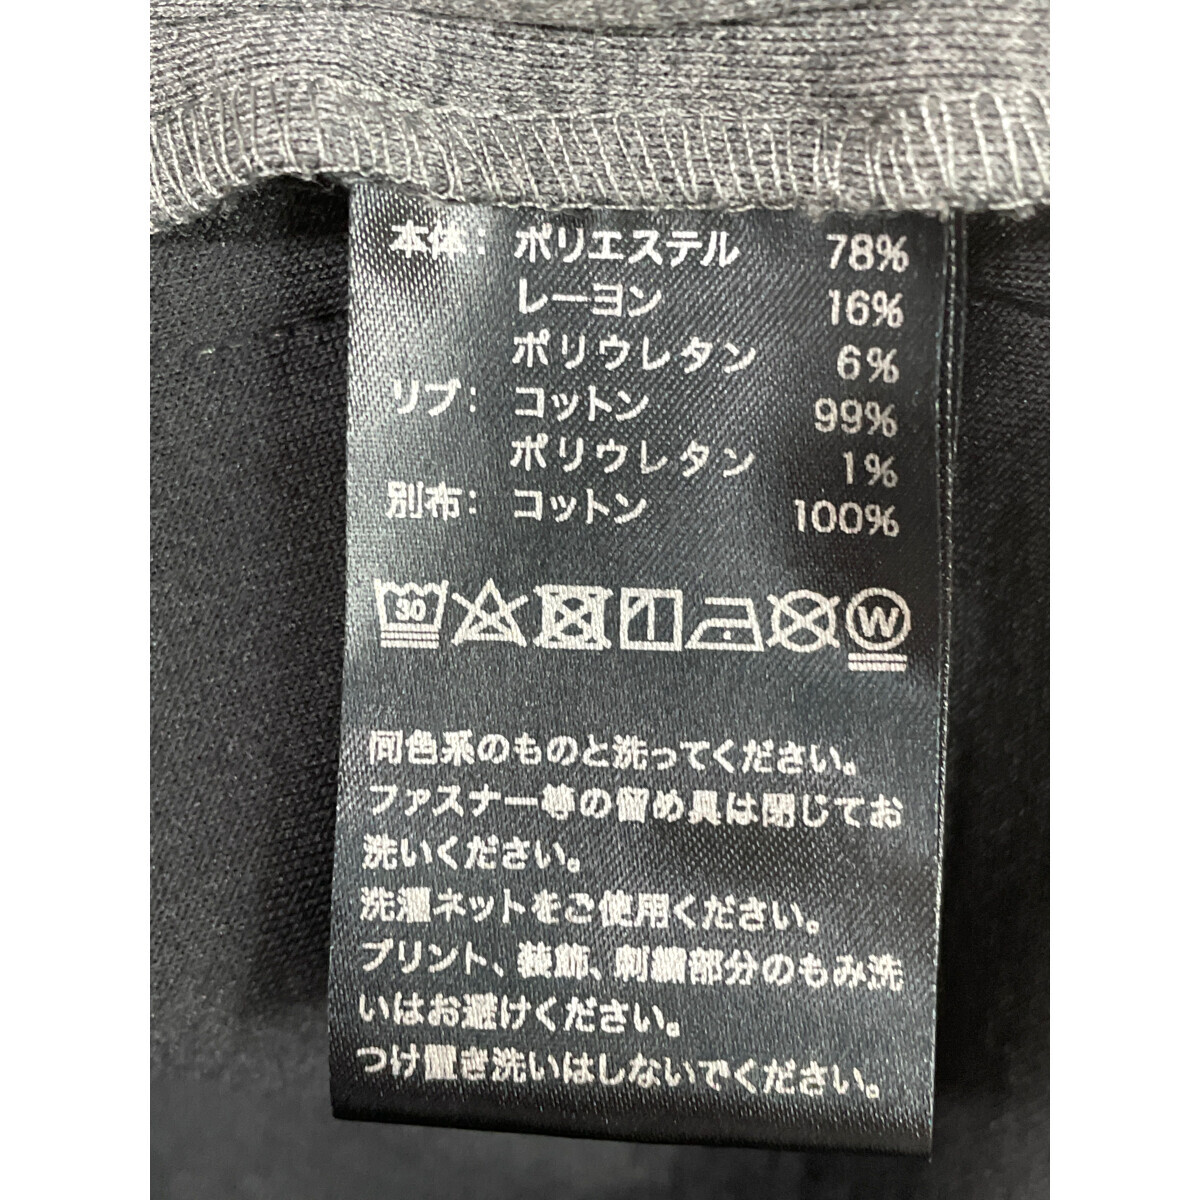 本体： ポリエステル 78%
レーヨン 16%
ポリウレタン 6%
リブ： コットン 99%
ポリウレタン 1%
別布： コットン 100%
30 W
同色系のものと洗ってください。
ファスナー等の留め具は閉じてお
洗いください。
洗濯ネットをご使用ください。
プリント、装飾、刺繍部分のもみ洗
いはお避けください。
つけ置き洗いはしないでください。